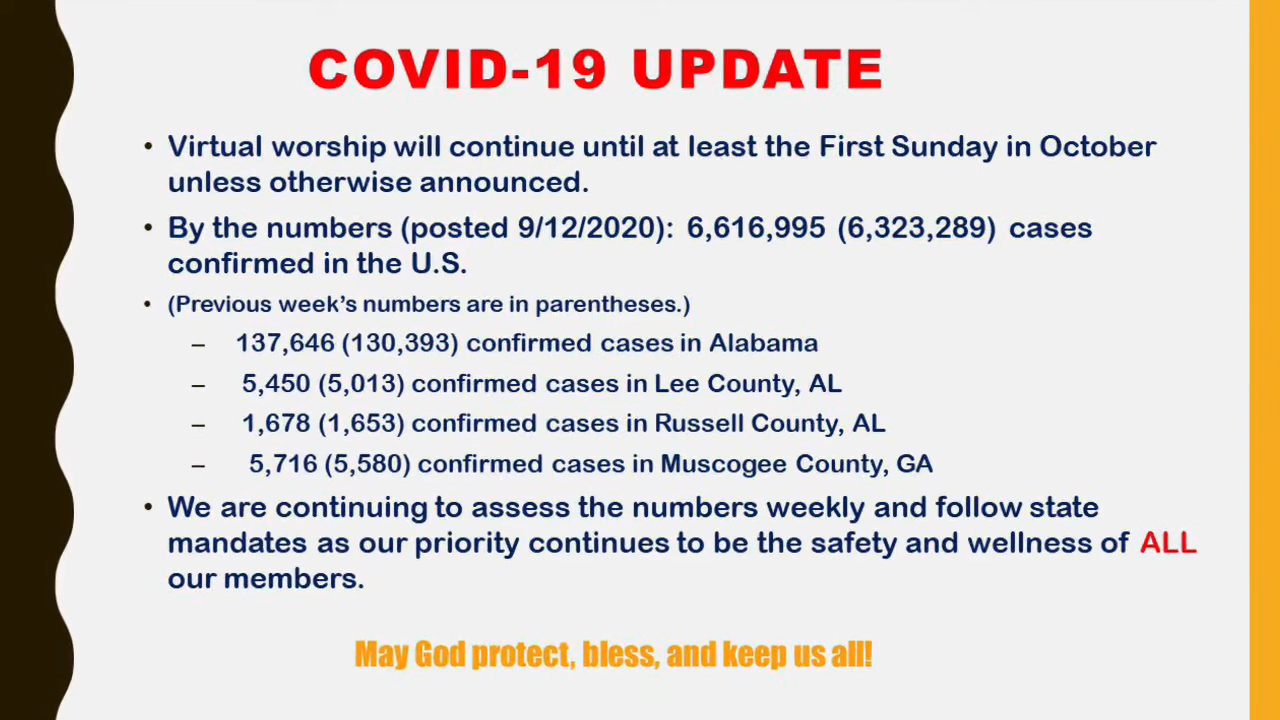 COVID-19 UPDATE
• Virtual worship will continue until at least the First Sunday in October
unless otherwise announced.
• By the numbers (posted 9/12/2020): 6,616,995 (6,323,289) cases
confirmed in the U.S.
• (Previous week's numbers are in parentheses.)
– 137,646 (130,393) confirmed cases in Alabama
– 5,450 (5,013) confirmed cases in Lee County, AL
– 1,678 (1,653) confirmed cases in Russell County, AL
– 5,716 (5,580) confirmed cases in Muscogee County, GA
• We are continuing to assess the numbers weekly and follow state
mandates as our priority continues to be the safety and wellness of ALL
our members.
May God protect, bless, and keep us all!